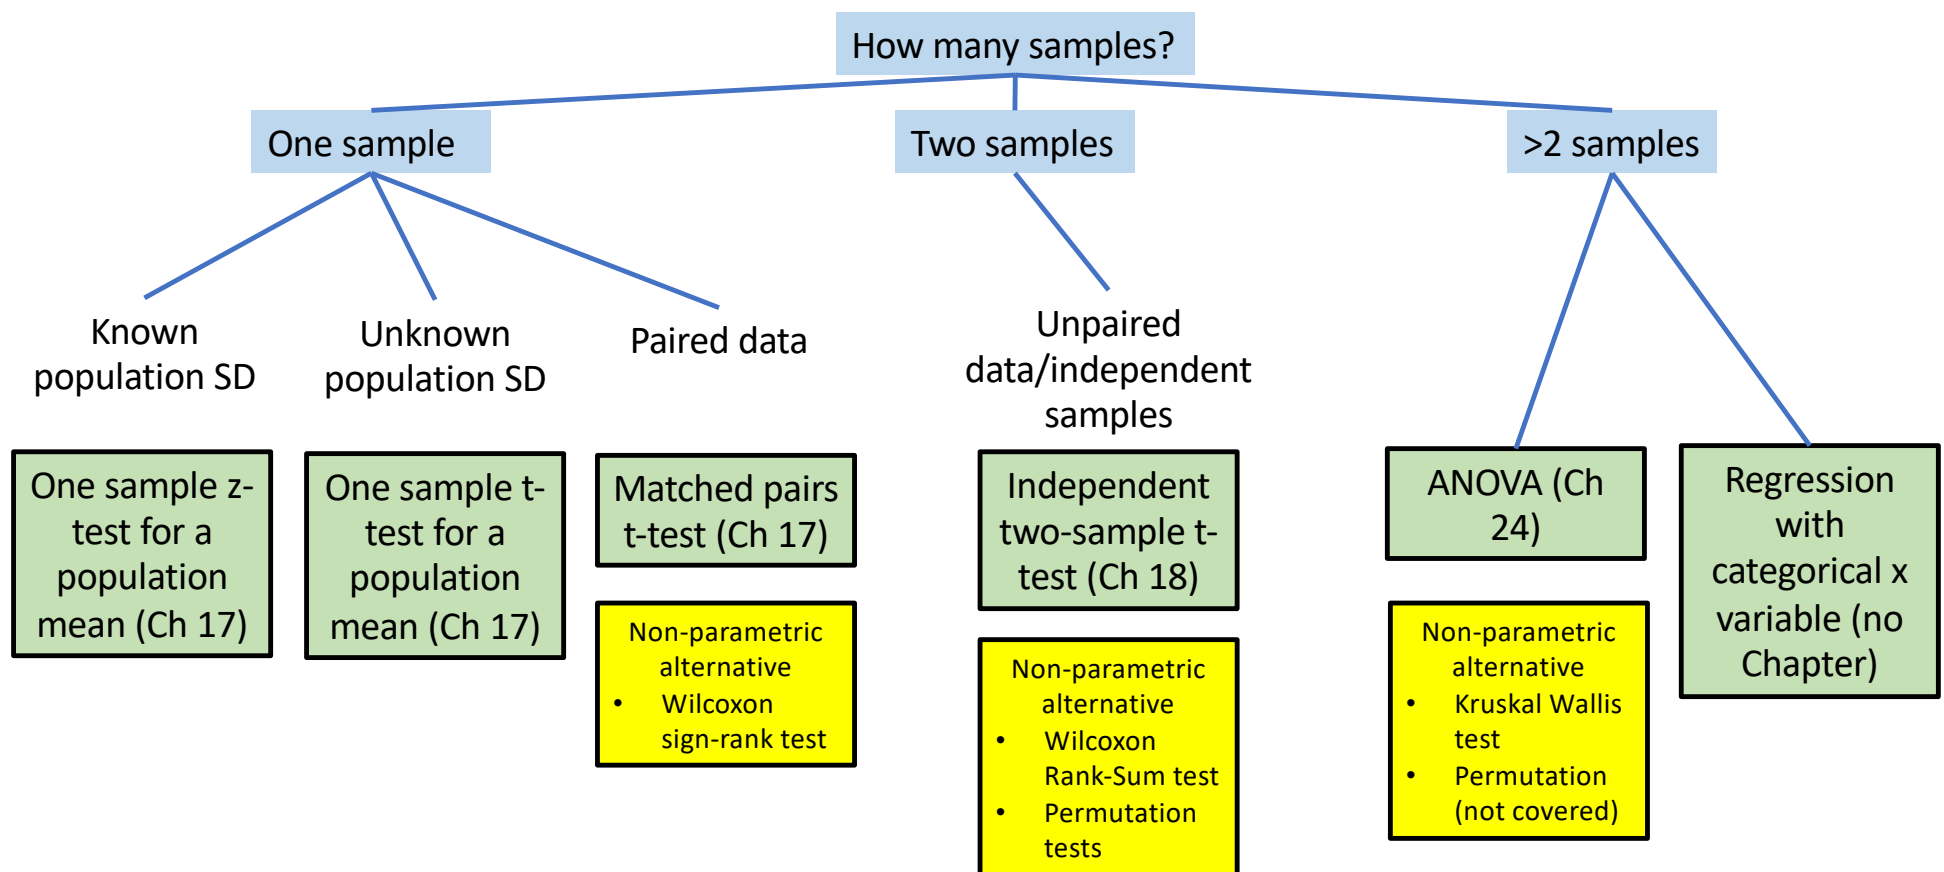 How many samples?
One sample
Two samples
>2 samples
Known
population SD
Unknown
population SD
Paired data
Unpaired
data/independent
samples
One sample z-
test for a
population
mean (Ch 17)
One sample t-
test for a
population
mean (Ch 17)
Matched pairs
t-test (Ch 17)
Non-parametric
alternative
• Wilcoxon
sign-rank test
Independent
two-sample t-
test (Ch 18)
Non-parametric
alternative
• Wilcoxon
Rank-Sum test
• Permutation
tests
ANOVA (Ch
24)
Non-parametric
alternative
• Kruskal Wallis
test
• Permutation
(not covered)
Regression
with
categorical x
variable (no
Chapter)